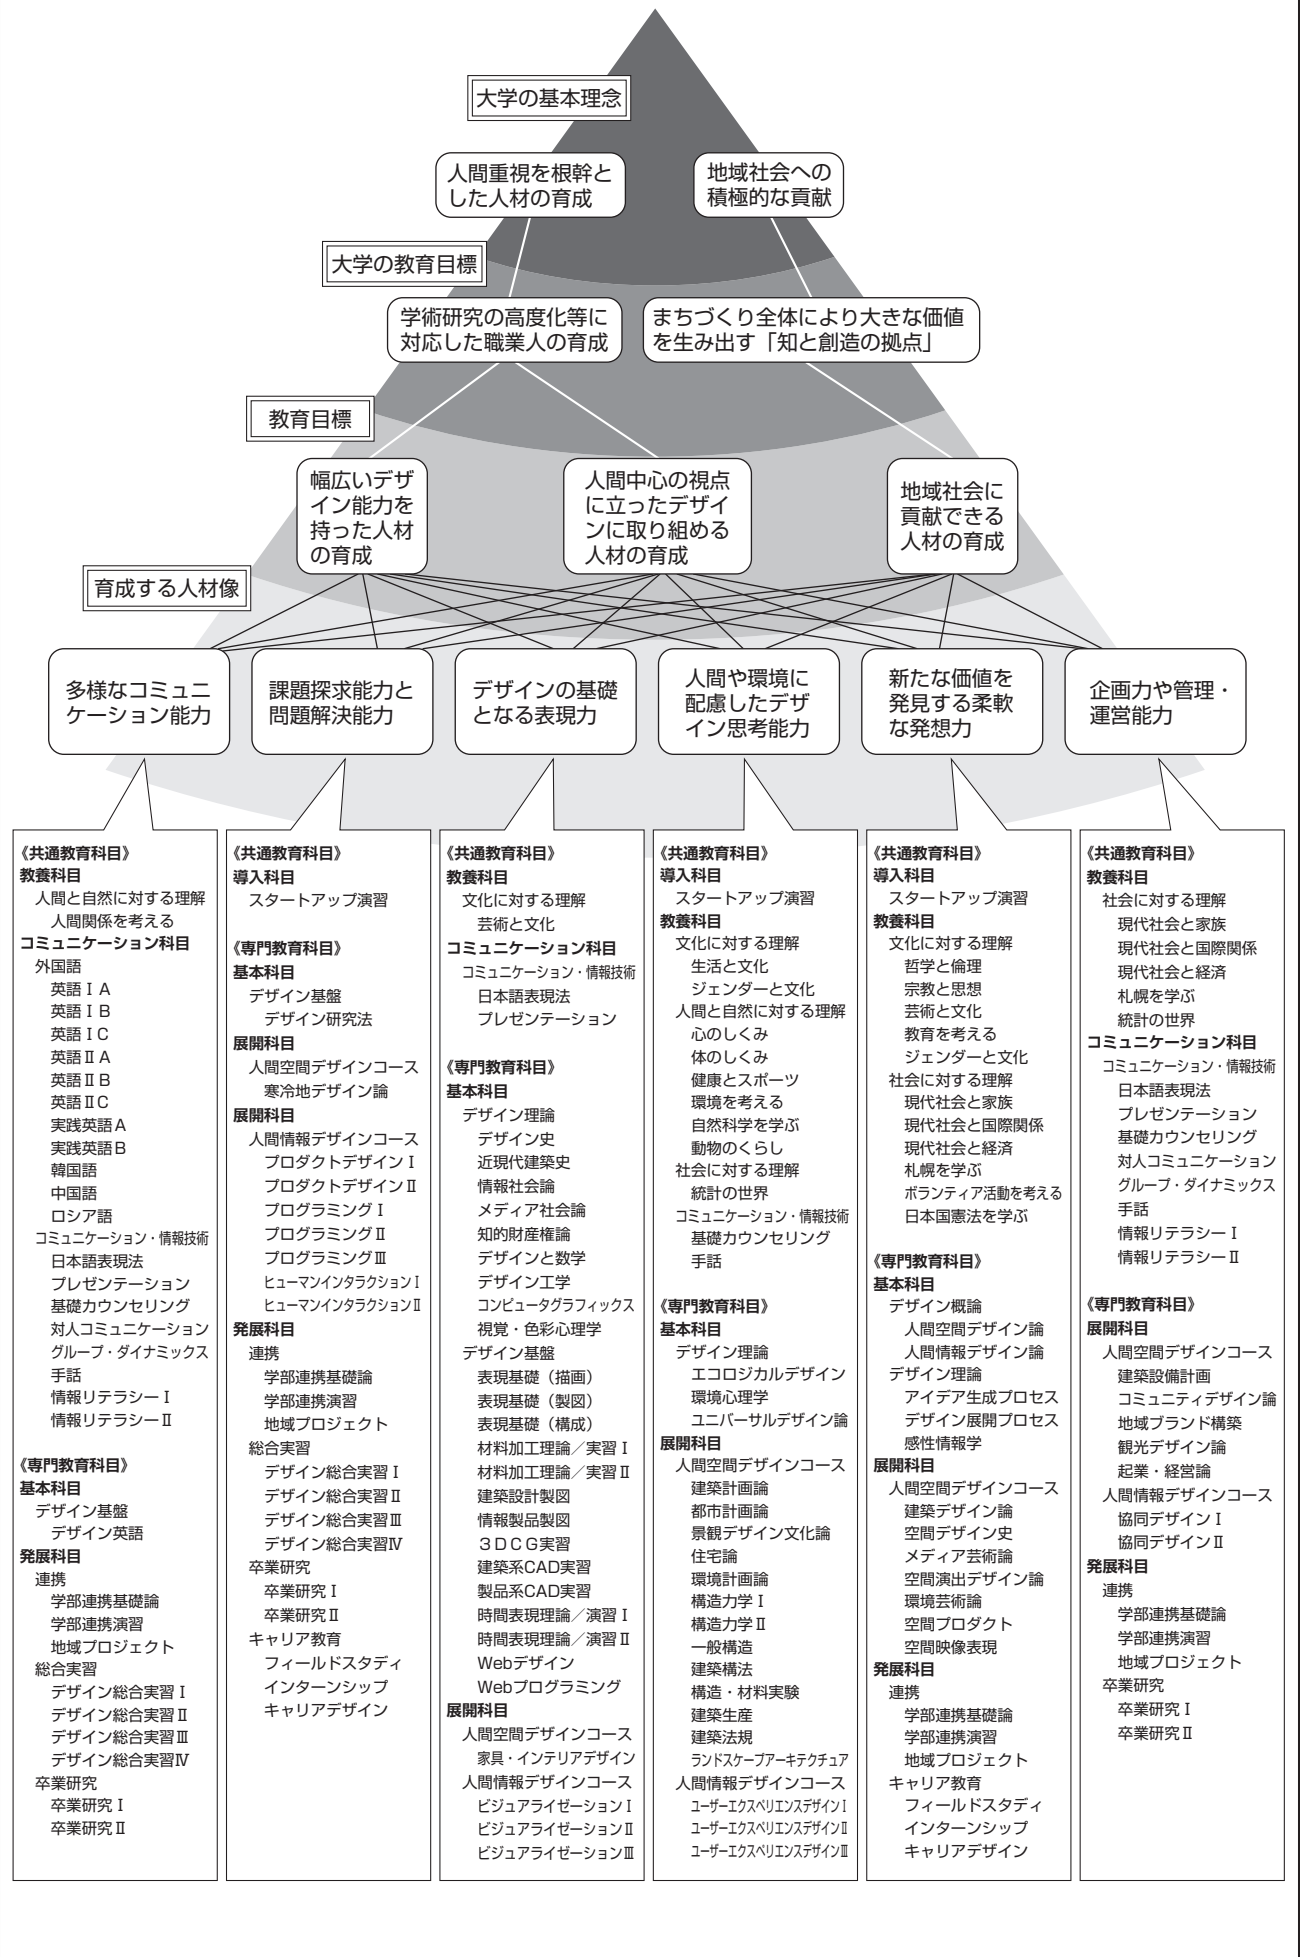 大学の基本理念
人間重視を根幹と
した人材の育成
地域社会への
積極的な貢献
大学の教育目標
学術研究の高度化等に
対応した職業人の育成
まちづくり全体により大きな価値
を生み出す「知と創造の拠点」
教育目標
幅広いデザ
イン能力を
持った人材
の育成
人間中心の視点
に立ったデザイ
ンに取り組める
人材の育成
地域社会に
貢献できる
人材の育成
育成する人材像
多様なコミュニ
ケーション能力
課題探求能力と
問題解決能力
デザインの基礎
となる表現力
人間や環境に
配慮したデザ
イン思考能力
新たな価値を
発見する柔軟
な発想力
企画力や管理・
運営能力
《共通教育科目》
教養科目
人間と自然に対する理解
人間関係を考える
コミュニケーション科目
外国語
英語ⅠA
英語ⅠB
英語ⅠC
英語ⅡA
英語ⅡB
英語ⅡC
実践英語A
実践英語B
韓国語
中国語
ロシア語
コミュニケーション・情報技術
日本語表現法
プレゼンテーション
基礎カウンセリング
対人コミュニケーション
グループ・ダイナミックス
手話
情報リテラシーⅠ
情報リテラシーⅡ
《専門教育科目》
基本科目
デザイン基盤
デザイン英語
発展科目
連携
学部連携基礎論
学部連携演習
地域プロジェクト
総合実習
デザイン総合実習Ⅰ
デザイン総合実習Ⅱ
デザイン総合実習Ⅲ
デザイン総合実習Ⅳ
卒業研究
卒業研究Ⅰ
卒業研究Ⅱ
《共通教育科目》
導入科目
スタートアップ演習
《専門教育科目》
基本科目
デザイン基盤
デザイン研究法
展開科目
人間空間デザインコース
寒冷地デザイン論
展開科目
人間情報デザインコース
プロダクトデザインⅠ
プロダクトデザインⅡ
プログラミングⅠ
プログラミングⅡ
プログラミングⅢ
ヒューマンインタラクションⅠ
ヒューマンインタラクションⅡ
発展科目
連携
学部連携基礎論
学部連携演習
地域プロジェクト
総合実習
デザイン総合実習Ⅰ
デザイン総合実習Ⅱ
デザイン総合実習Ⅲ
デザイン総合実習Ⅳ
卒業研究
卒業研究Ⅰ
卒業研究Ⅱ
キャリア教育
フィールドスタディ
インターンシップ
キャリアデザイン
《共通教育科目》
教養科目
文化に対する理解
芸術と文化
コミュニケーション科目
コミュニケーション・情報技術
日本語表現法
プレゼンテーション
《専門教育科目》
基本科目
デザイン理論
デザイン史
近現代建築史
情報社会論
メディア社会論
知的財産権論
デザインと数学
デザイン工学
コンピュータグラフィックス
視覚・色彩心理学
デザイン基盤
表現基礎（描画）
表現基礎（製図）
表現基礎（構成）
材料加工理論／実習Ⅰ
材料加工理論／実習Ⅱ
建築設計製図
情報製品製図
３ＤＣＧ実習
建築系CAD実習
製品系CAD実習
時間表現理論／演習Ⅰ
時間表現理論／演習Ⅱ
Webデザイン
Webプログラミング
展開科目
人間空間デザインコース
家具・インテリアデザイン
人間情報デザインコース
ビジュアライゼーションⅠ
ビジュアライゼーションⅡ
ビジュアライゼーションⅢ
《共通教育科目》
導入科目
スタートアップ演習
教養科目
文化に対する理解
生活と文化
ジェンダーと文化
人間と自然に対する理解
心のしくみ
体のしくみ
健康とスポーツ
環境を考える
自然科学を学ぶ
動物のくらし
社会に対する理解
統計の世界
コミュニケーション・情報技術
基礎カウンセリング
手話
《専門教育科目》
基本科目
デザイン理論
エコロジカルデザイン
環境心理学
ユニバーサルデザイン論
展開科目
人間空間デザインコース
建築計画論
都市計画論
景観デザイン文化論
住宅論
環境計画論
構造力学Ⅰ
構造力学Ⅱ
一般構造
建築構法
構造・材料実験
建築生産
建築法規
ランドスケープアーキテクチュア
人間情報デザインコース
ユーザーエクスペリエンスデザインⅠ
ユーザーエクスペリエンスデザインⅡ
ユーザーエクスペリエンスデザインⅢ
《共通教育科目》
導入科目
スタートアップ演習
教養科目
文化に対する理解
哲学と倫理
宗教と思想
芸術と文化
教育を考える
ジェンダーと文化
社会に対する理解
現代社会と家族
現代社会と国際関係
現代社会と経済
札幌を学ぶ
ボランティア活動を考える
日本国憲法を学ぶ
《専門教育科目》
基本科目
デザイン概論
人間空間デザイン論
人間情報デザイン論
デザイン理論
アイデア生成プロセス
デザイン展開プロセス
感性情報学
展開科目
人間空間デザインコース
建築デザイン論
空間デザイン史
メディア芸術論
空間演出デザイン論
環境芸術論
空間プロダクト
空間映像表現
発展科目
連携
学部連携基礎論
学部連携演習
地域プロジェクト
キャリア教育
フィールドスタディ
インターンシップ
キャリアデザイン
《共通教育科目》
教養科目
社会に対する理解
現代社会と家族
現代社会と国際関係
現代社会と経済
札幌を学ぶ
統計の世界
コミュニケーション科目
コミュニケーション・情報技術
日本語表現法
プレゼンテーション
基礎カウンセリング
対人コミュニケーション
グループ・ダイナミックス
手話
情報リテラシーⅠ
情報リテラシーⅡ
《専門教育科目》
展開科目
人間空間デザインコース
建築設備計画
コミュニティデザイン論
地域ブランド構築
観光デザイン論
起業・経営論
人間情報デザインコース
協同デザインⅠ
協同デザインⅡ
発展科目
連携
学部連携基礎論
学部連携演習
地域プロジェクト
卒業研究
卒業研究Ⅰ
卒業研究Ⅱ